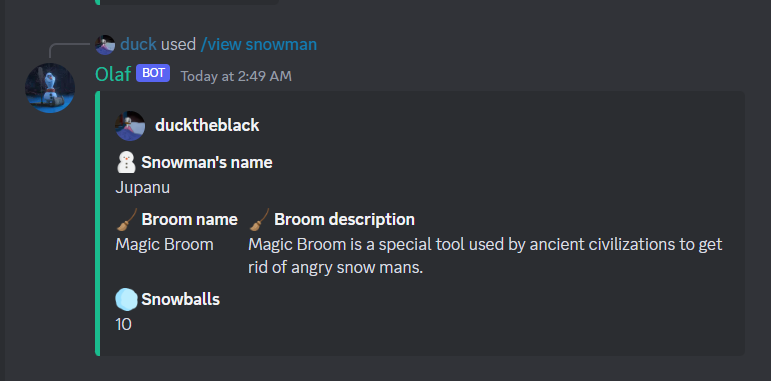 duck used /view snowman
Olaf BOT Today at 2:49 AM
ducktheblack
Snowman's name
Jupanu
Broom name Broom description
Magic Broom Magic Broom is a special tool used by ancient civilizations to get
rid of angry snow mans.
Snowballs
10